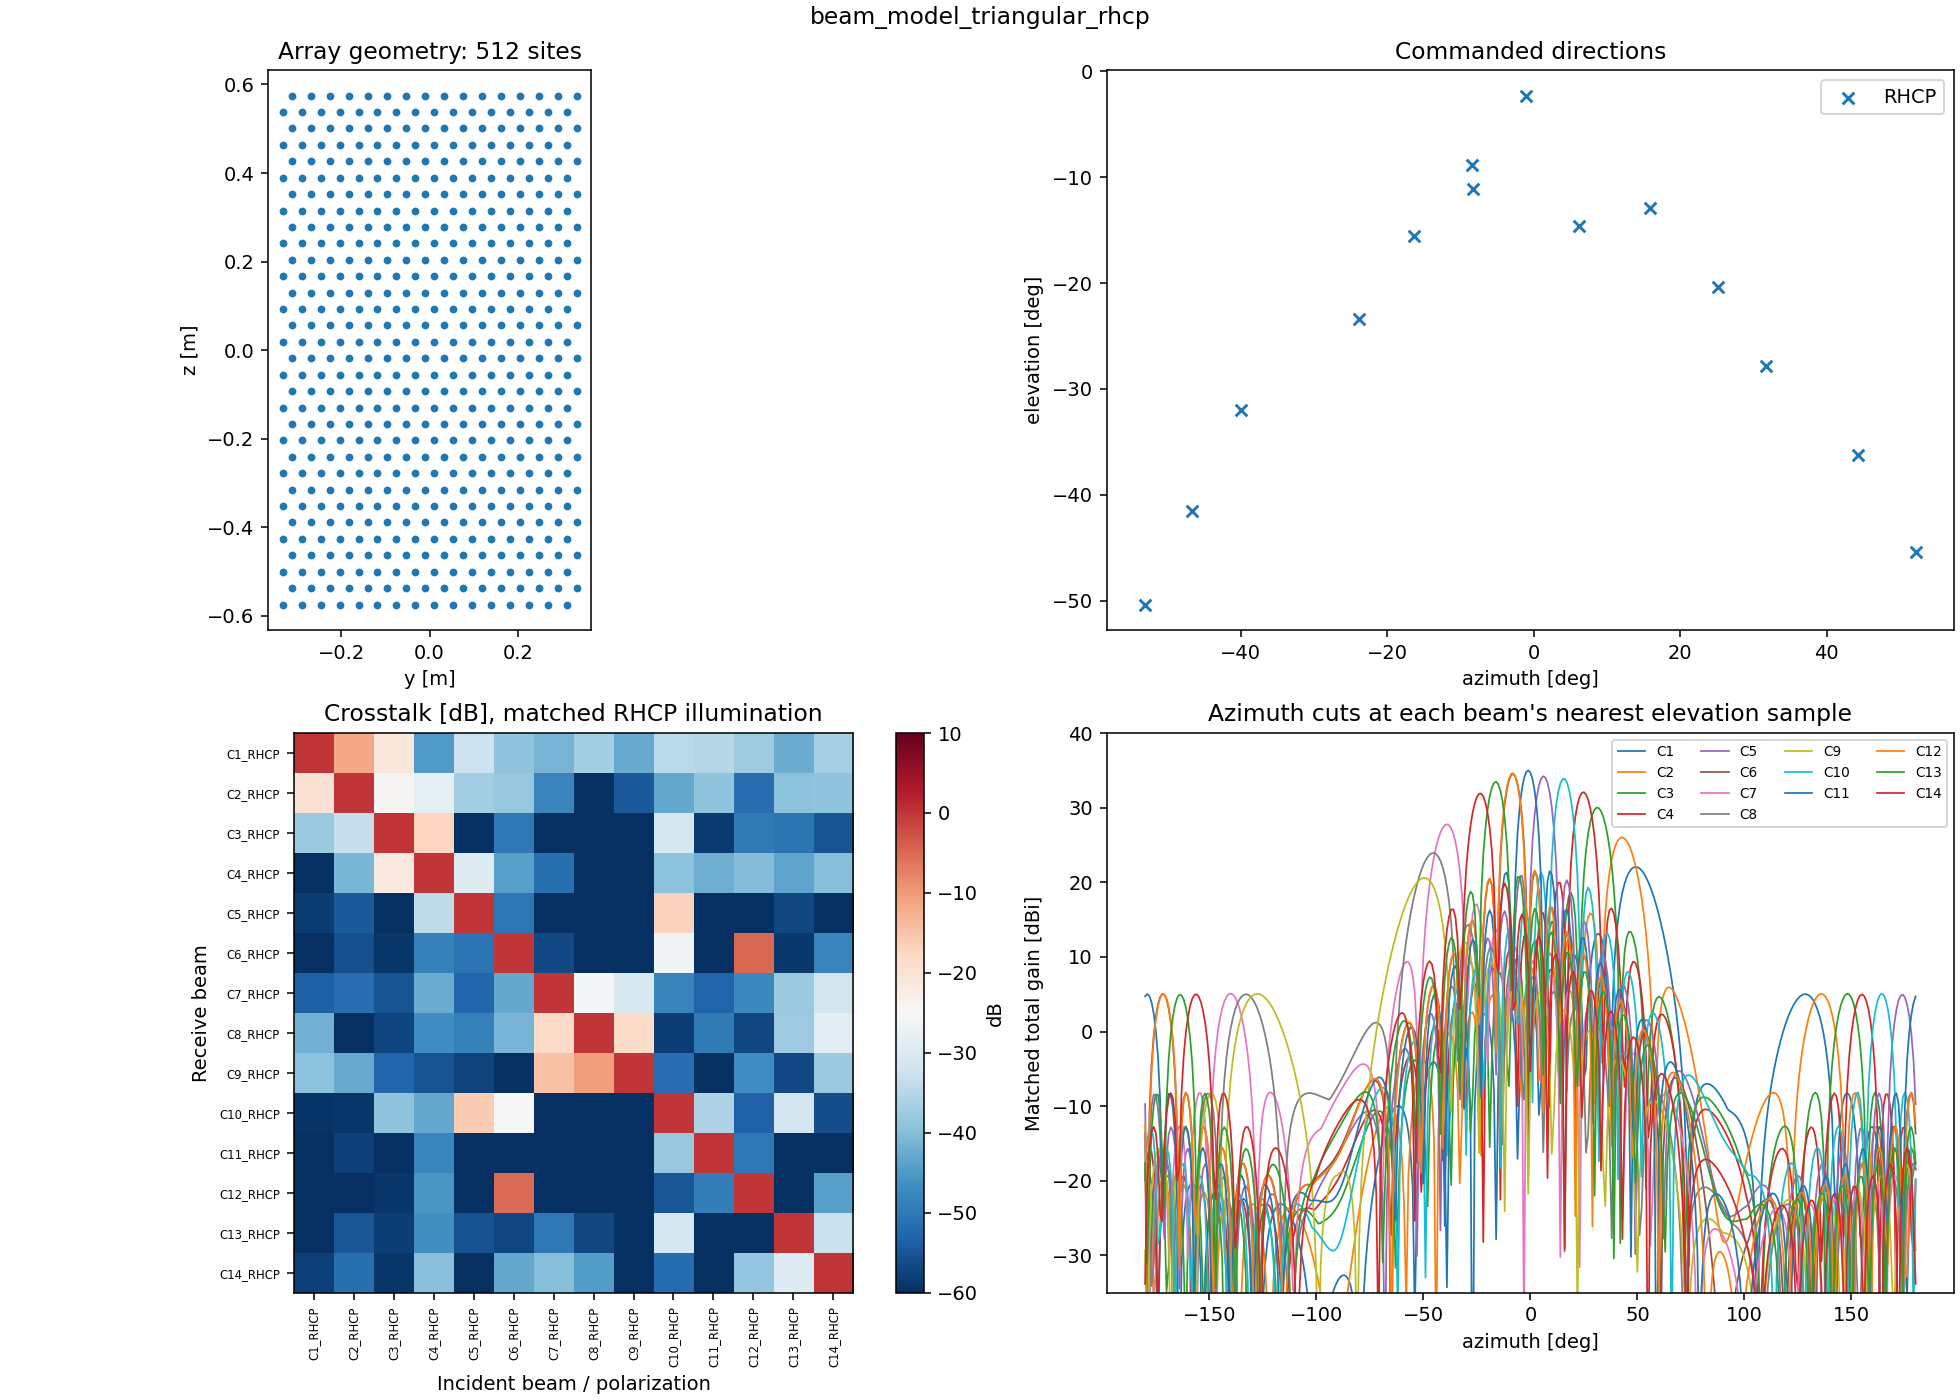 beam_model_triangular_rhcp
Array geometry: 512 sites
0.6
0.4
0.2
0.0
−0.2
−0.4
−0.6
z [m]
−0.2
0.0
0.2
y [m]
Commanded directions
RHCP
0
−10
−20
−30
−40
−50
elevation [deg]
−40
−20
0
20
40
azimuth [deg]
Crosstalk [dB], matched RHCP illumination
C1_RHCP
C2_RHCP
C3_RHCP
C4_RHCP
C5_RHCP
C6_RHCP
C7_RHCP
C8_RHCP
C9_RHCP
C10_RHCP
C11_RHCP
C12_RHCP
C13_RHCP
C14_RHCP
Receive beam
C1_RHCP
C2_RHCP
C3_RHCP
C4_RHCP
C5_RHCP
C6_RHCP
C7_RHCP
C8_RHCP
C9_RHCP
C10_RHCP
C11_RHCP
C12_RHCP
C13_RHCP
C14_RHCP
Incident beam / polarization
10
0
−10
−20
−30
−40
−50
−60
dB
Azimuth cuts at each beam's nearest elevation sample
C1
C2
C3
C4
C5
C6
C7
C8
C9
C10
C11
C12
C13
C14
40
30
20
10
0
−10
−20
−30
Matched total gain [dBi]
−150
−100
−50
0
50
100
150
azimuth [deg]